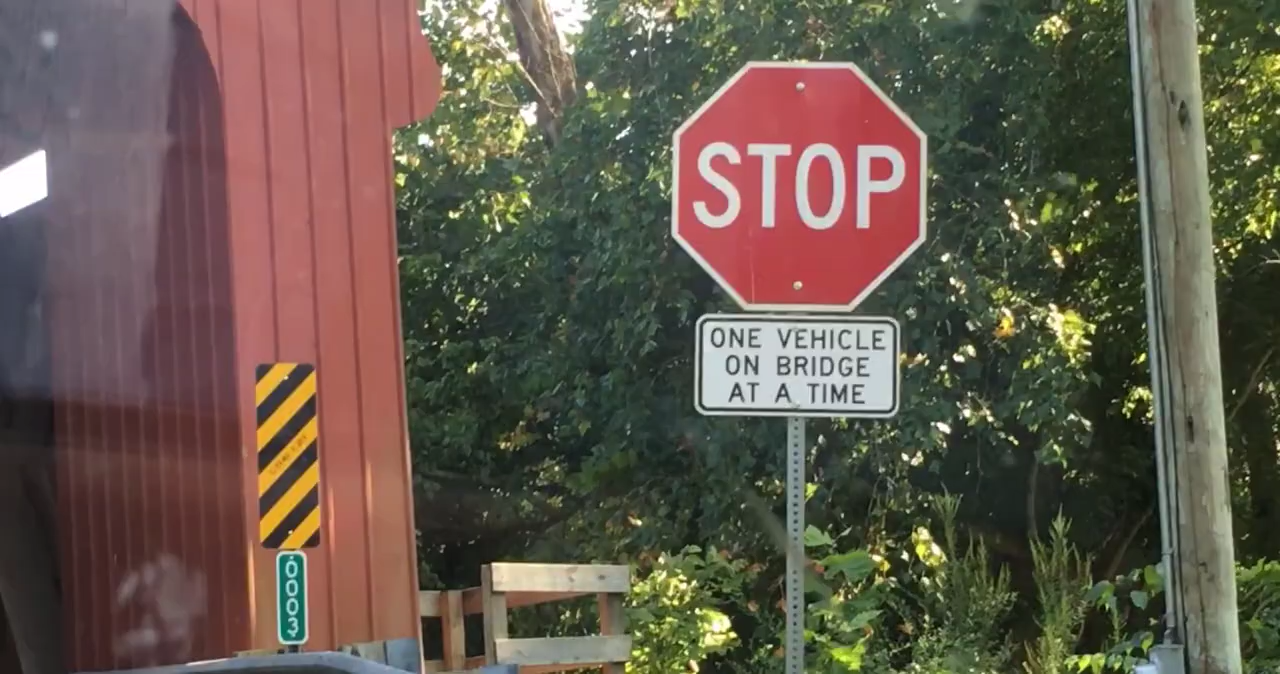 STOP
ONE VEHICLE
ON BRIDGE
AT A TIME
0003